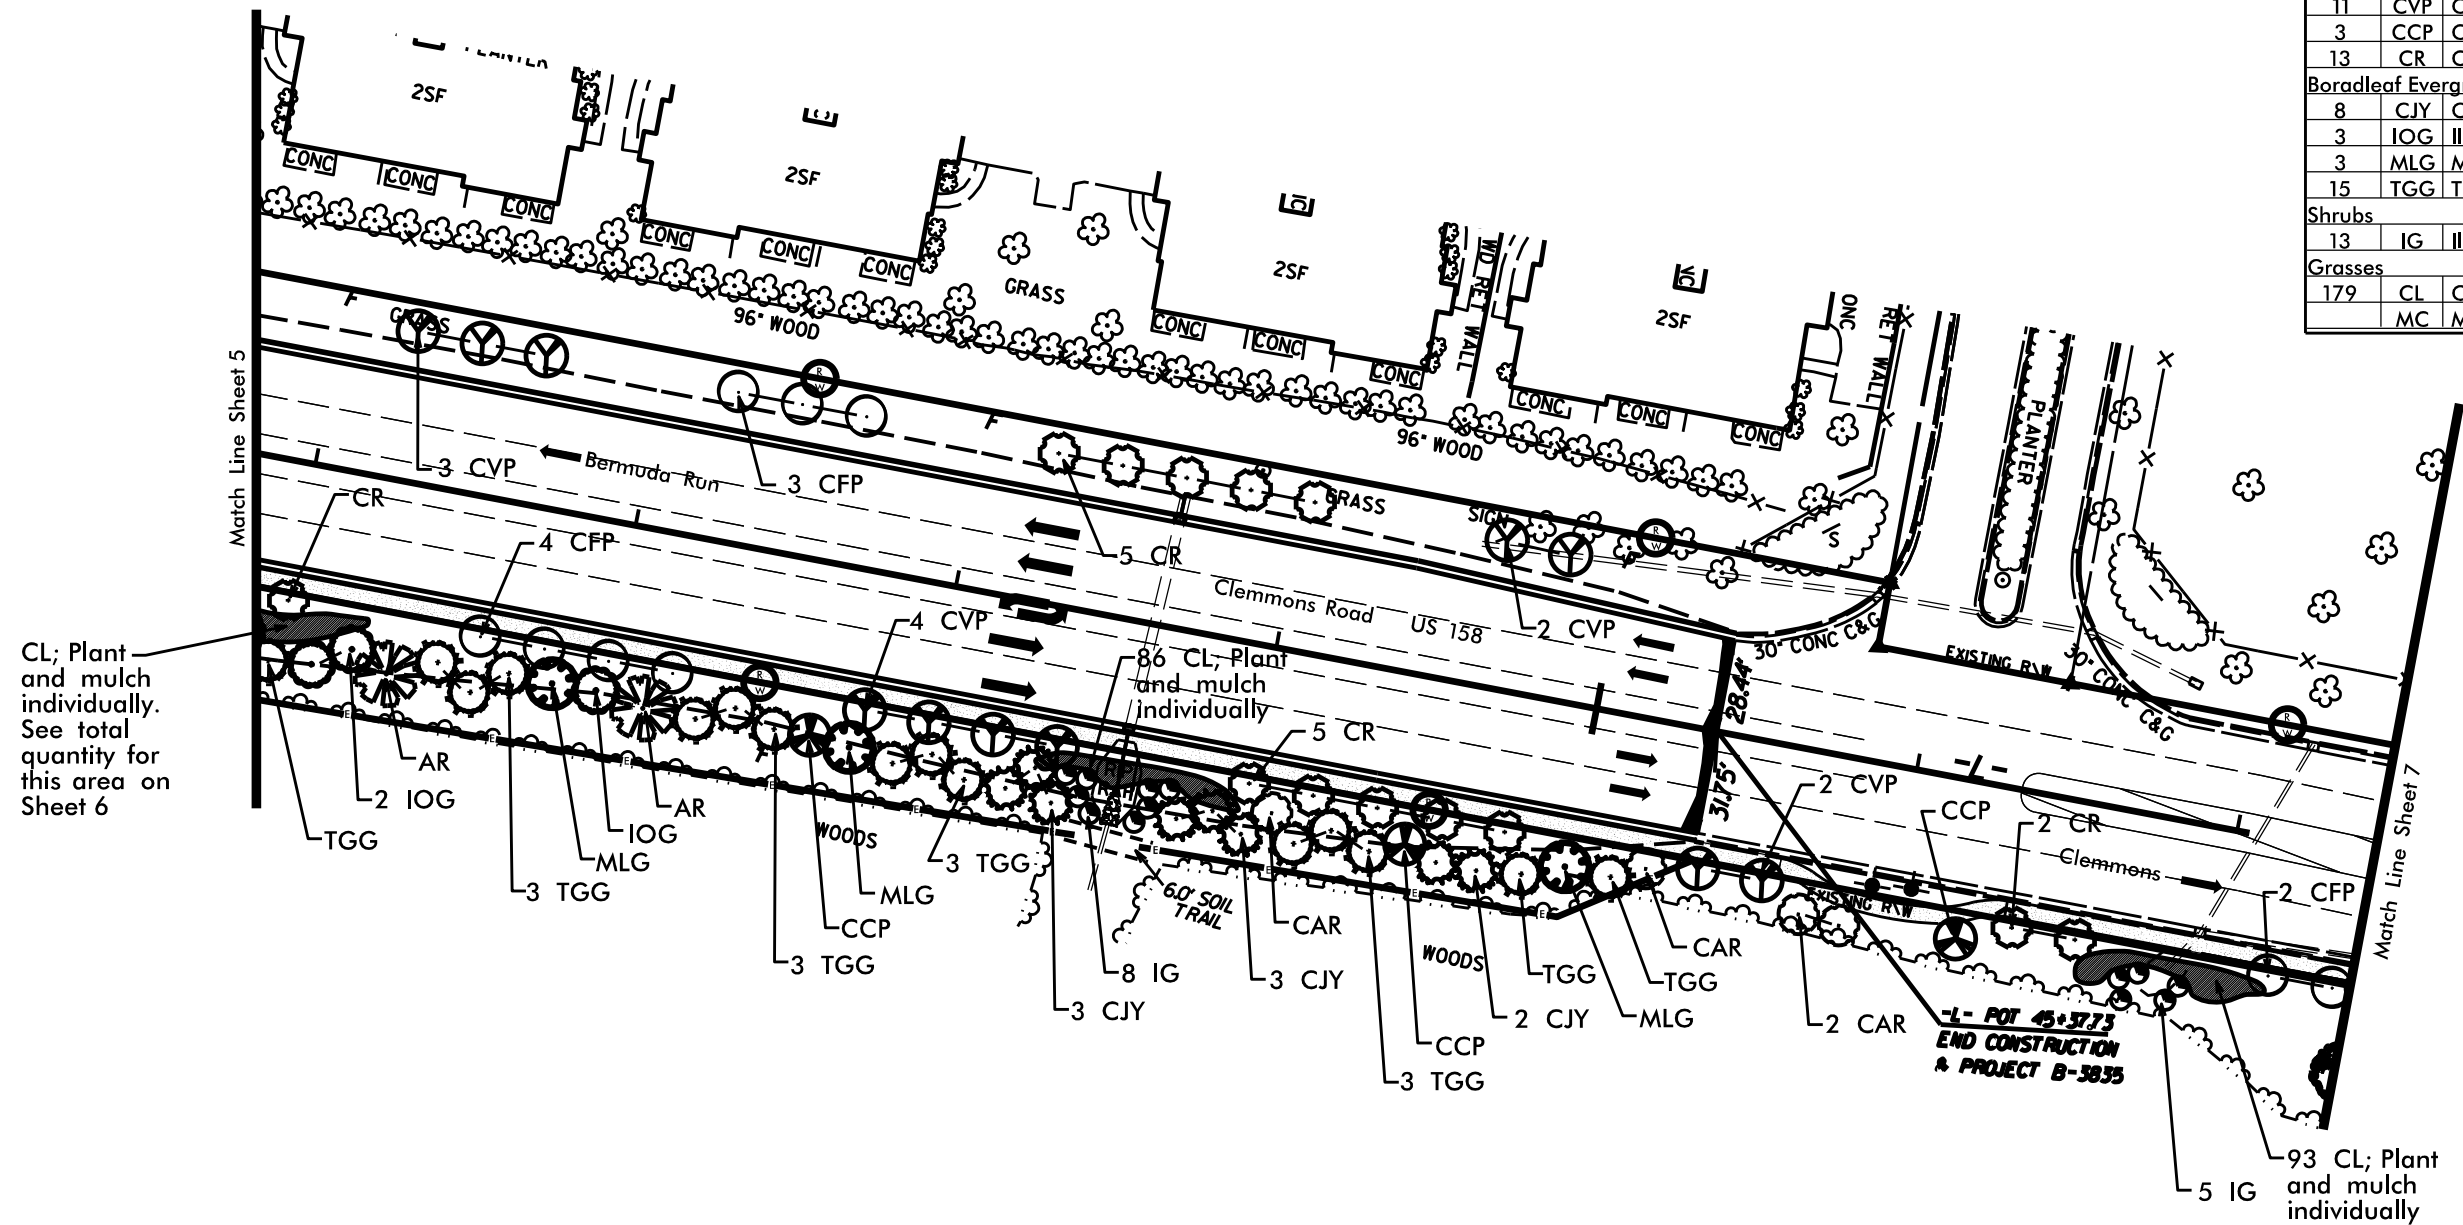 11 CVP C
3 CCP C
13 CR C
Boradleaf Everg
8 CJY C
3 IOG Il
3 MLG M
15 TGG T
Shrubs
13 IG Il
Grasses
179 CL C
MC M
PLANTER
2SF
2SF
2SF
2SF
CONC
CONC
CONC
CONC
CONC
CONC
CONC
CONC
CONC
CONC
CONC
CONC
GRASS
96" WOOD
96" WOOD
WD RET WALL
ONC
RET WALL
PLANTER
Match Line Sheet 5
GRASS
R
W
3 CVP
Bermuda Run
3 CFP
GRASS
5 CR
SIGN
R
W
S
2 CVP
Clemmons Road US 158
30" CONC C&G
EXISTING R\W
30" CONC C&G
R
W
28.44'
31.75'
CR
4 CFP
4 CVP
86 CL; Plant
and mulch
individually
5 CR
CL; Plant
and mulch
individually.
See total
quantity for
this area on
Sheet 6
R
W
R
W
AR
2 IOG
TGG
AR
IOG
MLG
3 TGG
WOODS
3 TGG
MLG
CCP
3 TGG
6.0' SOIL
TRAIL
8 IG
3 CJY
CAR
3 CJY
WOODS
CCP
3 TGG
2 CJY
TGG
MLG
TGG
CAR
2 CAR
2 CVP
CCP
2 CR
Clemmons
2 CFP
EXISTING R\W
Match Line Sheet 7
-L- POT 45+37.73
END CONSTRUCTION
& PROJECT B-3835
5 IG
93 CL; Plant
and mulch
individually